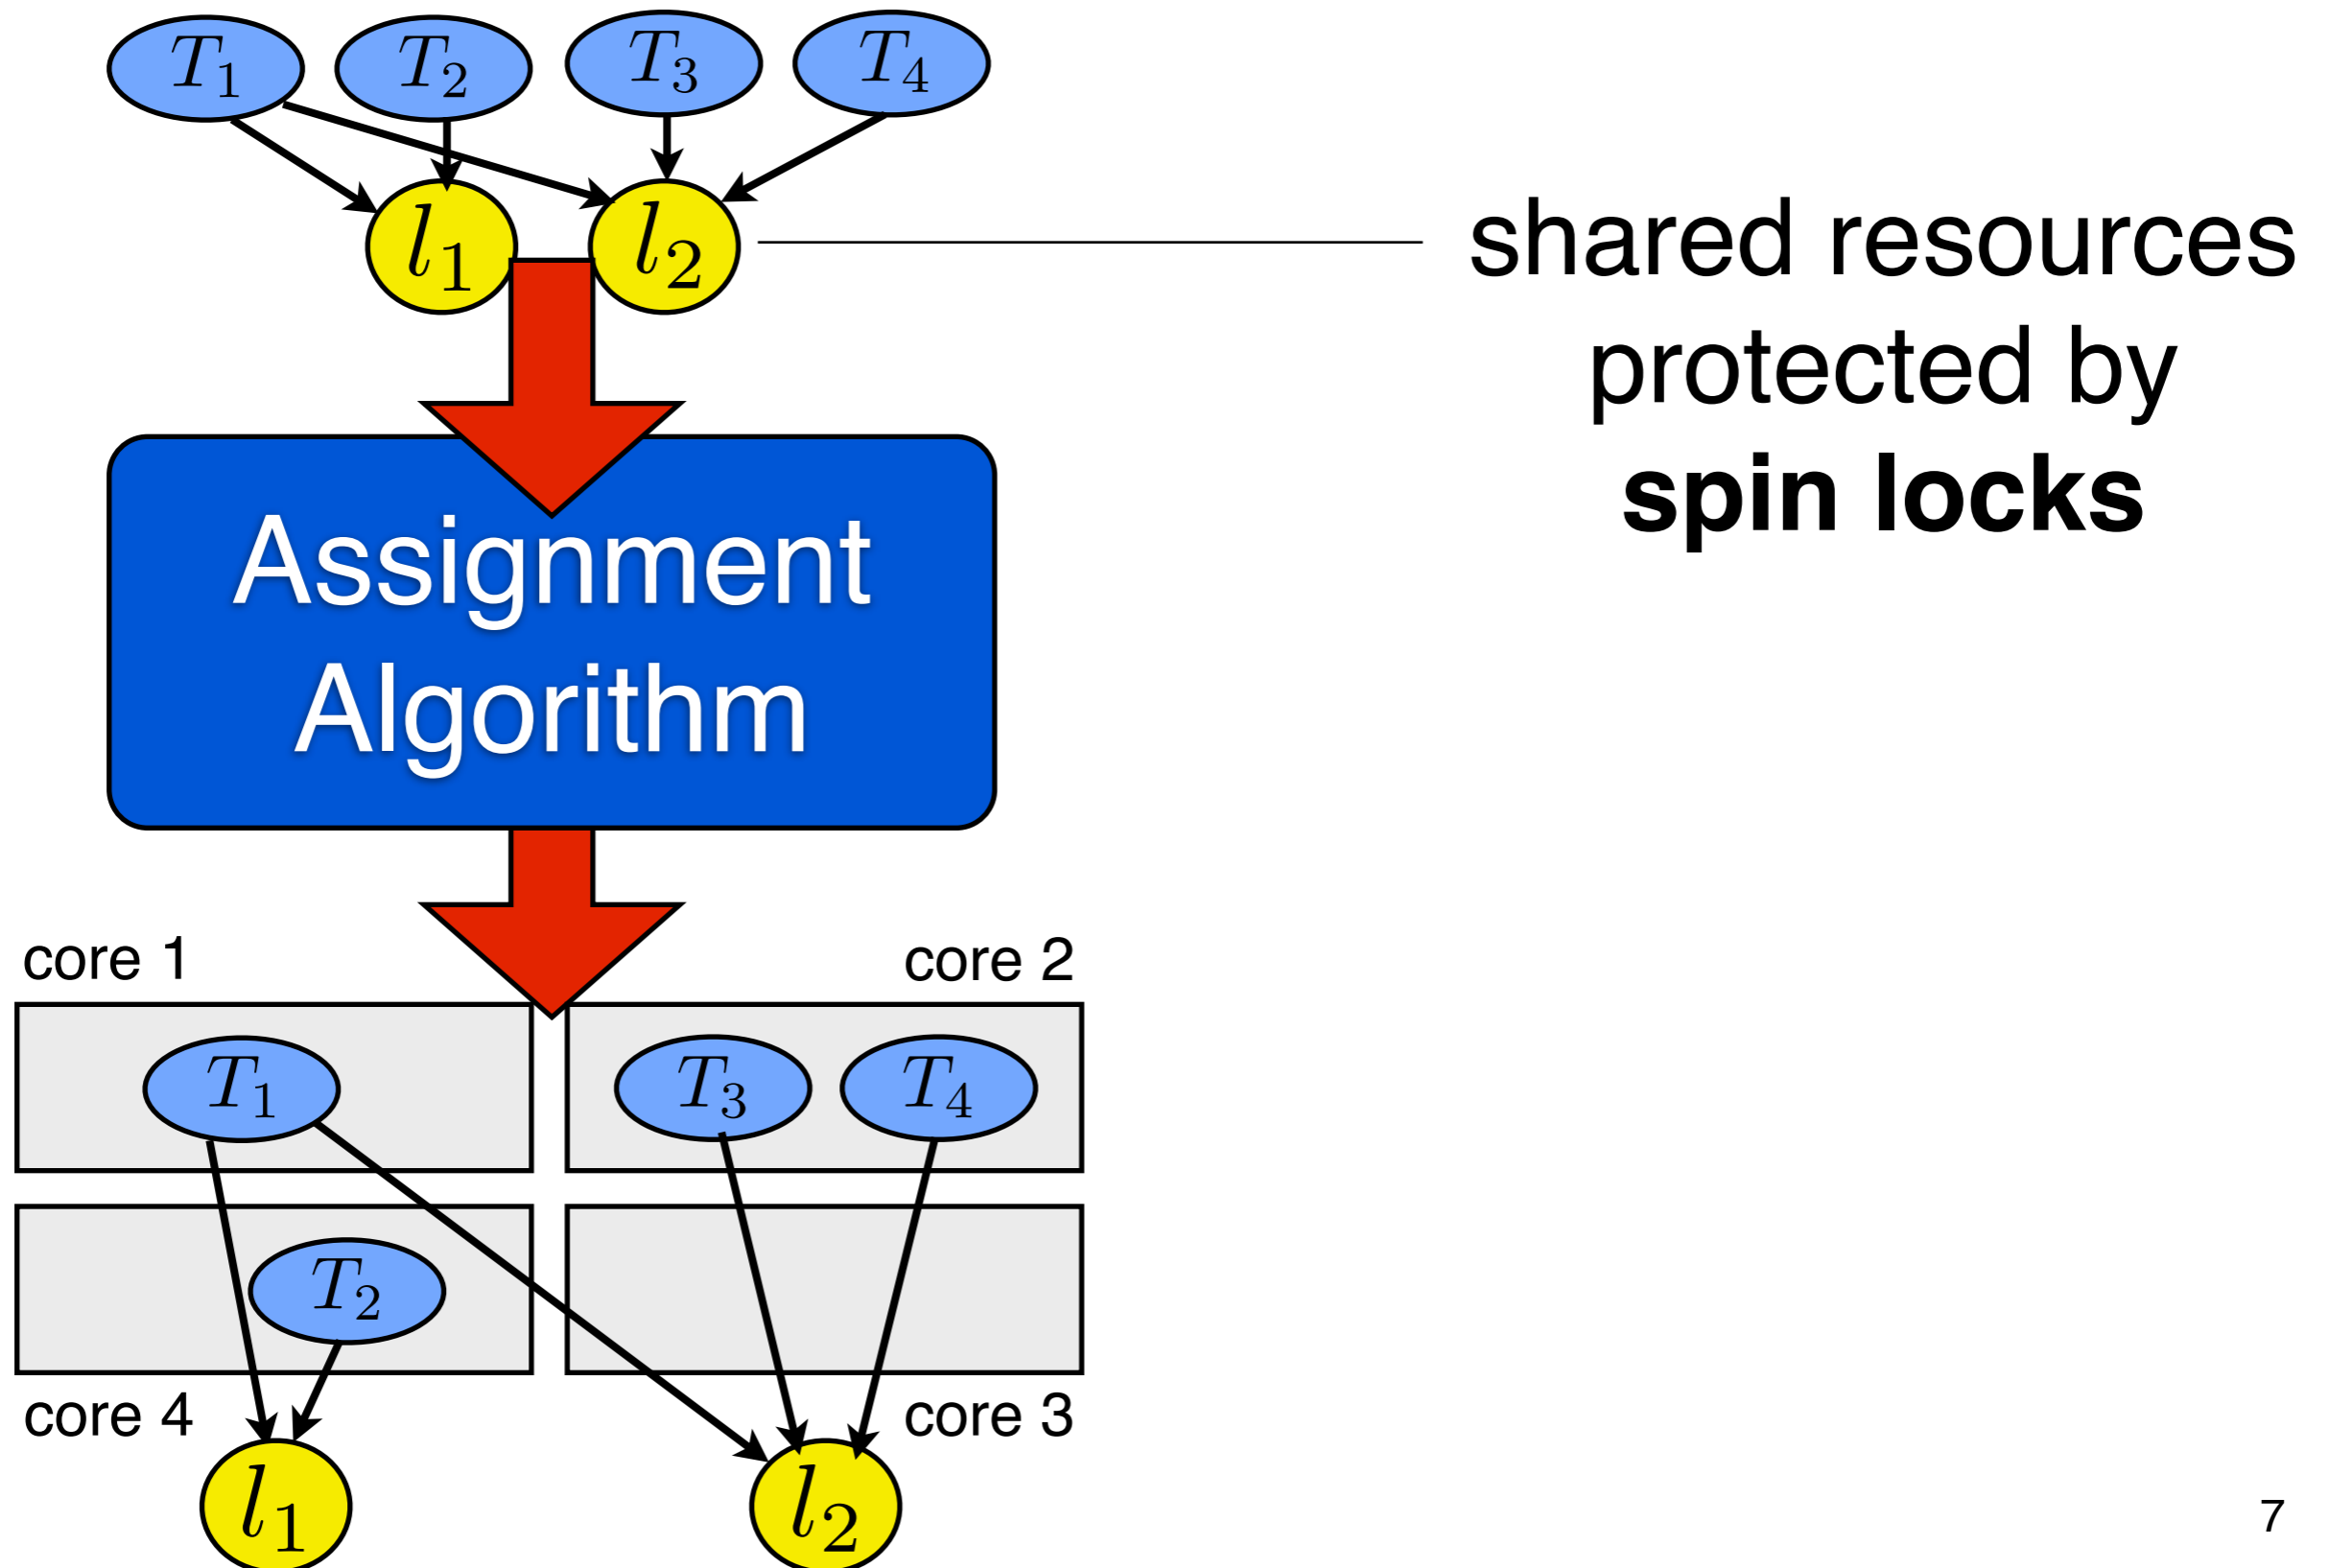 T1 T2 T3 T4
l1 l2
shared resources
protected by
spin locks
Assignment
Algorithm
core 1 core 2
T1 T3 T4
T2
core 4 core 3
l1 l2
7